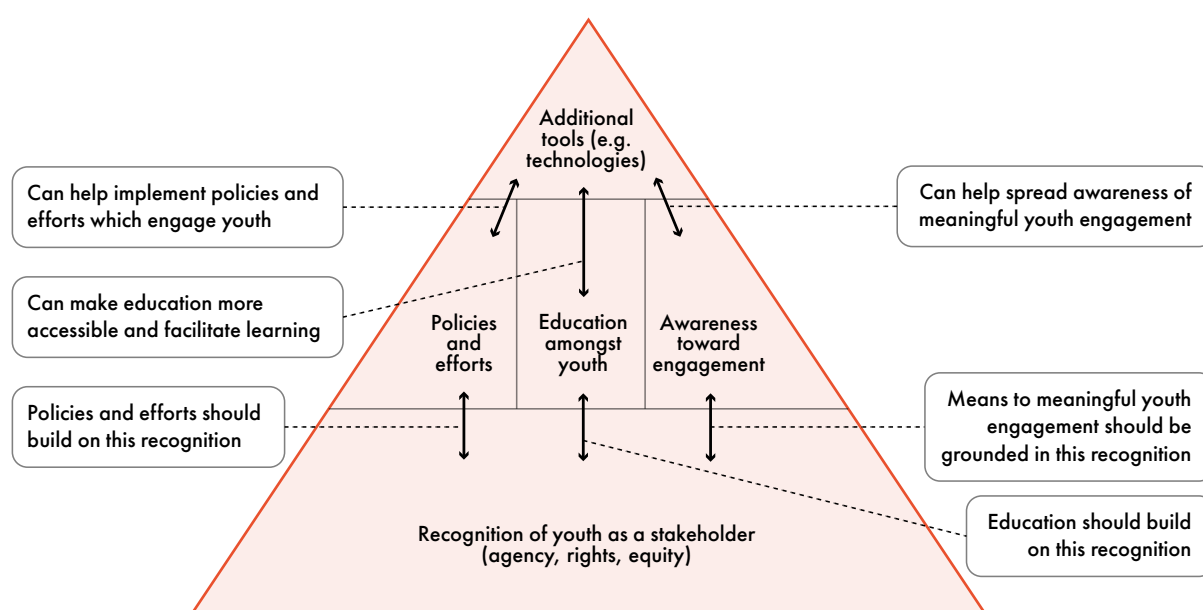 Additional
tools (e.g.
technologies)
Can help implement policies and
efforts which engage youth
Can help spread awareness of
meaningful youth engagement
Can make education more
accessible and facilitate learning
Policies
and
efforts
Education
amongst
youth
Awareness
toward
engagement
Policies and efforts should
build on this recognition
Means to meaningful youth
engagement should be
grounded in this recognition
Recognition of youth as a stakeholder
(agency, rights, equity)
Education should build
on this recognition